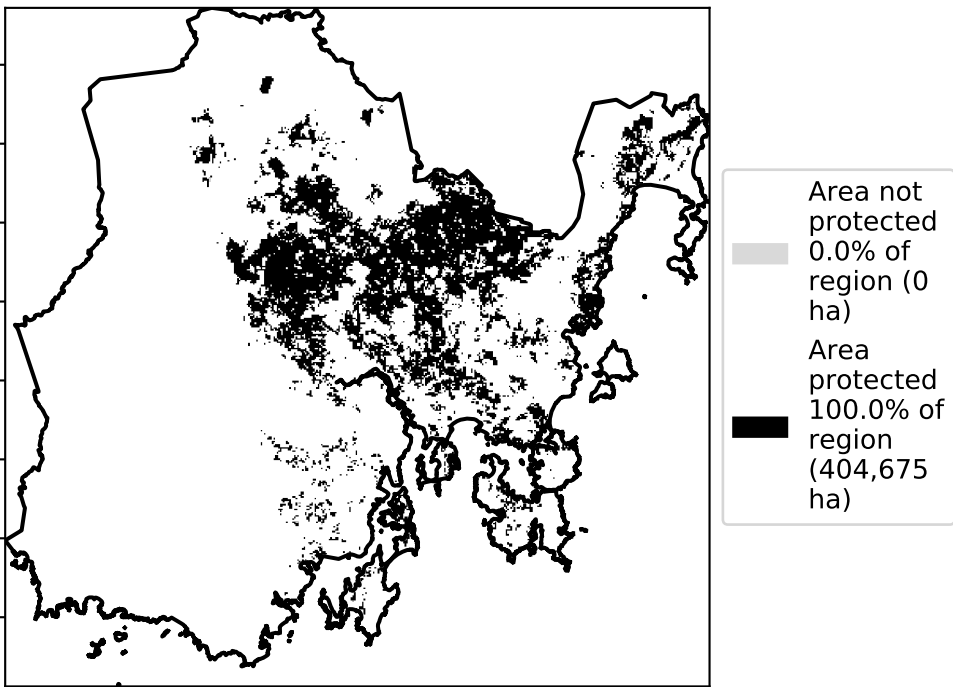 Area not
protected
0.0% of
region (0
ha)
Area
protected
100.0% of
region
(404,675
ha)